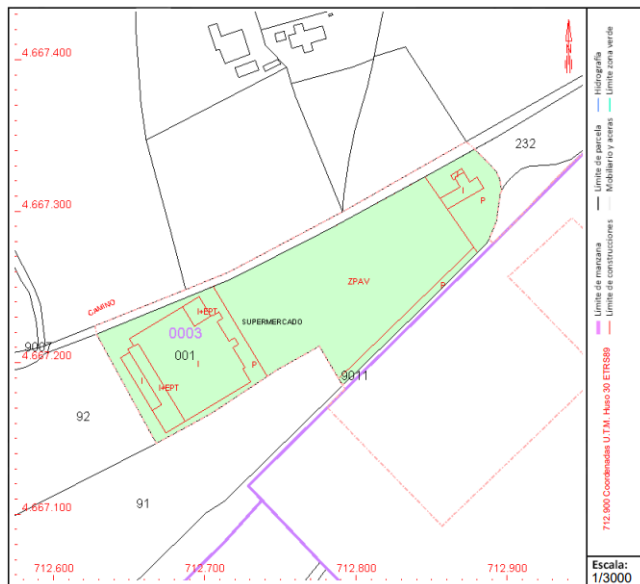 4.667.400
4.667.300
4.667.200
4.667.100
712.600
712.700
712.800
712.900
232
I
P
ZPAV
P
CAMINO
I+EPT
SUPERMERCADO
0003
001
I
P
I
I+EPT
9007
9011
92
91
Límite de manzana
Límite de parcela
Hidrografía
Límite de construcciones
Mobiliario y aceras
Límite zona verde
712.900 Coordenadas U.T.M. Huso 30 ETRS89
Escala:
1/3000